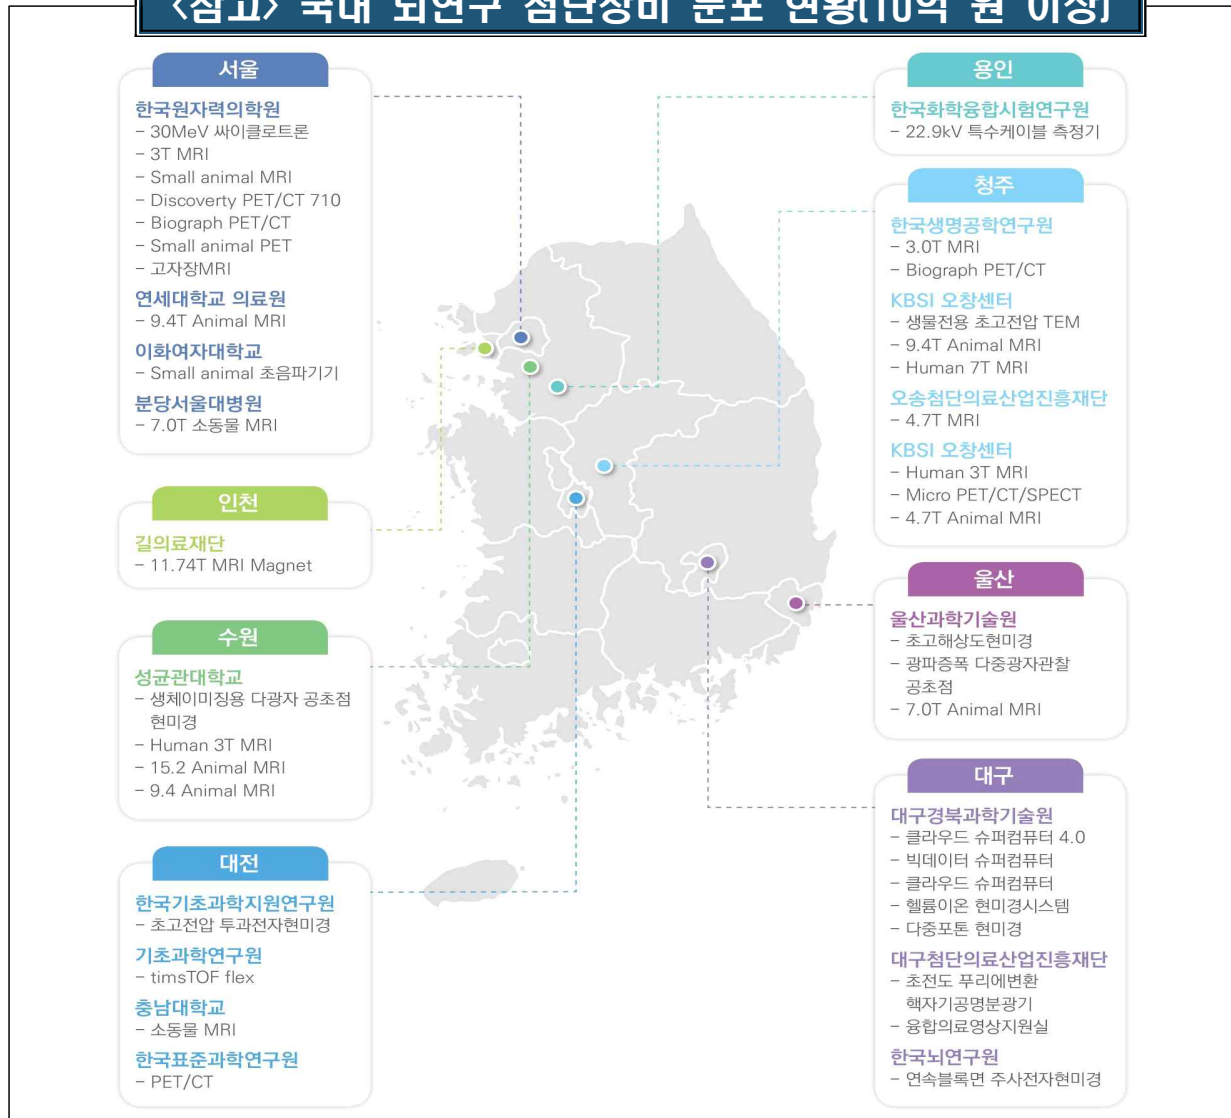 <참고> 국내 뇌연구 첨단장비 분포 현황(10억 원 이상)
서울
한국원자력의학원
- 30MeV 싸이클로트론
- 3T MRI
- Small animal MRI
- Discoverty PET/CT 710
- Biograph PET/CT
- Small animal PET
- 고자장MRI
연세대학교 의료원
- 9.4T Animal MRI
이화여자대학교
- Small animal 초음파기기
분당서울대병원
- 7.0T 소동물 MRI
인천
길의료재단
- 11.74T MRI Magnet
수원
성균관대학교
- 생체이미징용 다광자 공초점
현미경
- Human 3T MRI
- 15.2 Animal MRI
- 9.4 Animal MRI
대전
한국기초과학지원연구원
- 초고전압 투과전자현미경
기초과학연구원
- timsTOF flex
충남대학교
- 소동물 MRI
한국표준과학연구원
- PET/CT
용인
한국화학융합시험연구원
- 22.9kV 특수케이블 측정기
청주
한국생명공학연구원
- 3.0T MRI
- Biograph PET/CT
KBSI 오창센터
- 생물전용 초고전압 TEM
- 9.4T Animal MRI
- Human 7T MRI
오송첨단의료산업진흥재단
- 4.7T MRI
KBSI 오창센터
- Human 3T MRI
- Micro PET/CT/SPECT
- 4.7T Animal MRI
울산
울산과학기술원
- 초고해상도현미경
- 광파증폭 다중광자관찰
공초점
- 7.0T Animal MRI
대구
대구경북과학기술원
- 클라우드 슈퍼컴퓨터 4.0
- 빅데이터 슈퍼컴퓨터
- 클라우드 슈퍼컴퓨터
- 헬륨이온 현미경시스템
- 다중포톤 현미경
대구첨단의료산업진흥재단
- 초전도 푸리에변환
핵자기공명분광기
- 융합의료영상지원실
한국뇌연구원
- 연속블록면 주사전자현미경